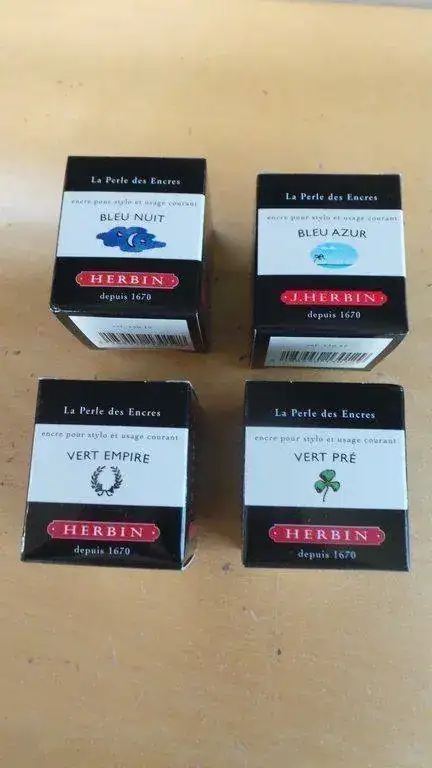 La Perle des Encres
encre pour stylo et usage courant
BLEU NUIT
HERBIN
depuis 1670
La Perle des Encres
encre pour stylo et usage courant
BLEU AZUR
J.HERBIN
depuis 1670
La Perle des Encres
encre pour stylo et usage courant
VERT EMPIRE
HERBIN
depuis 1670
La Perle des Encres
encre pour stylo et usage courant
VERT PRÉ
HERBIN
depuis 1670